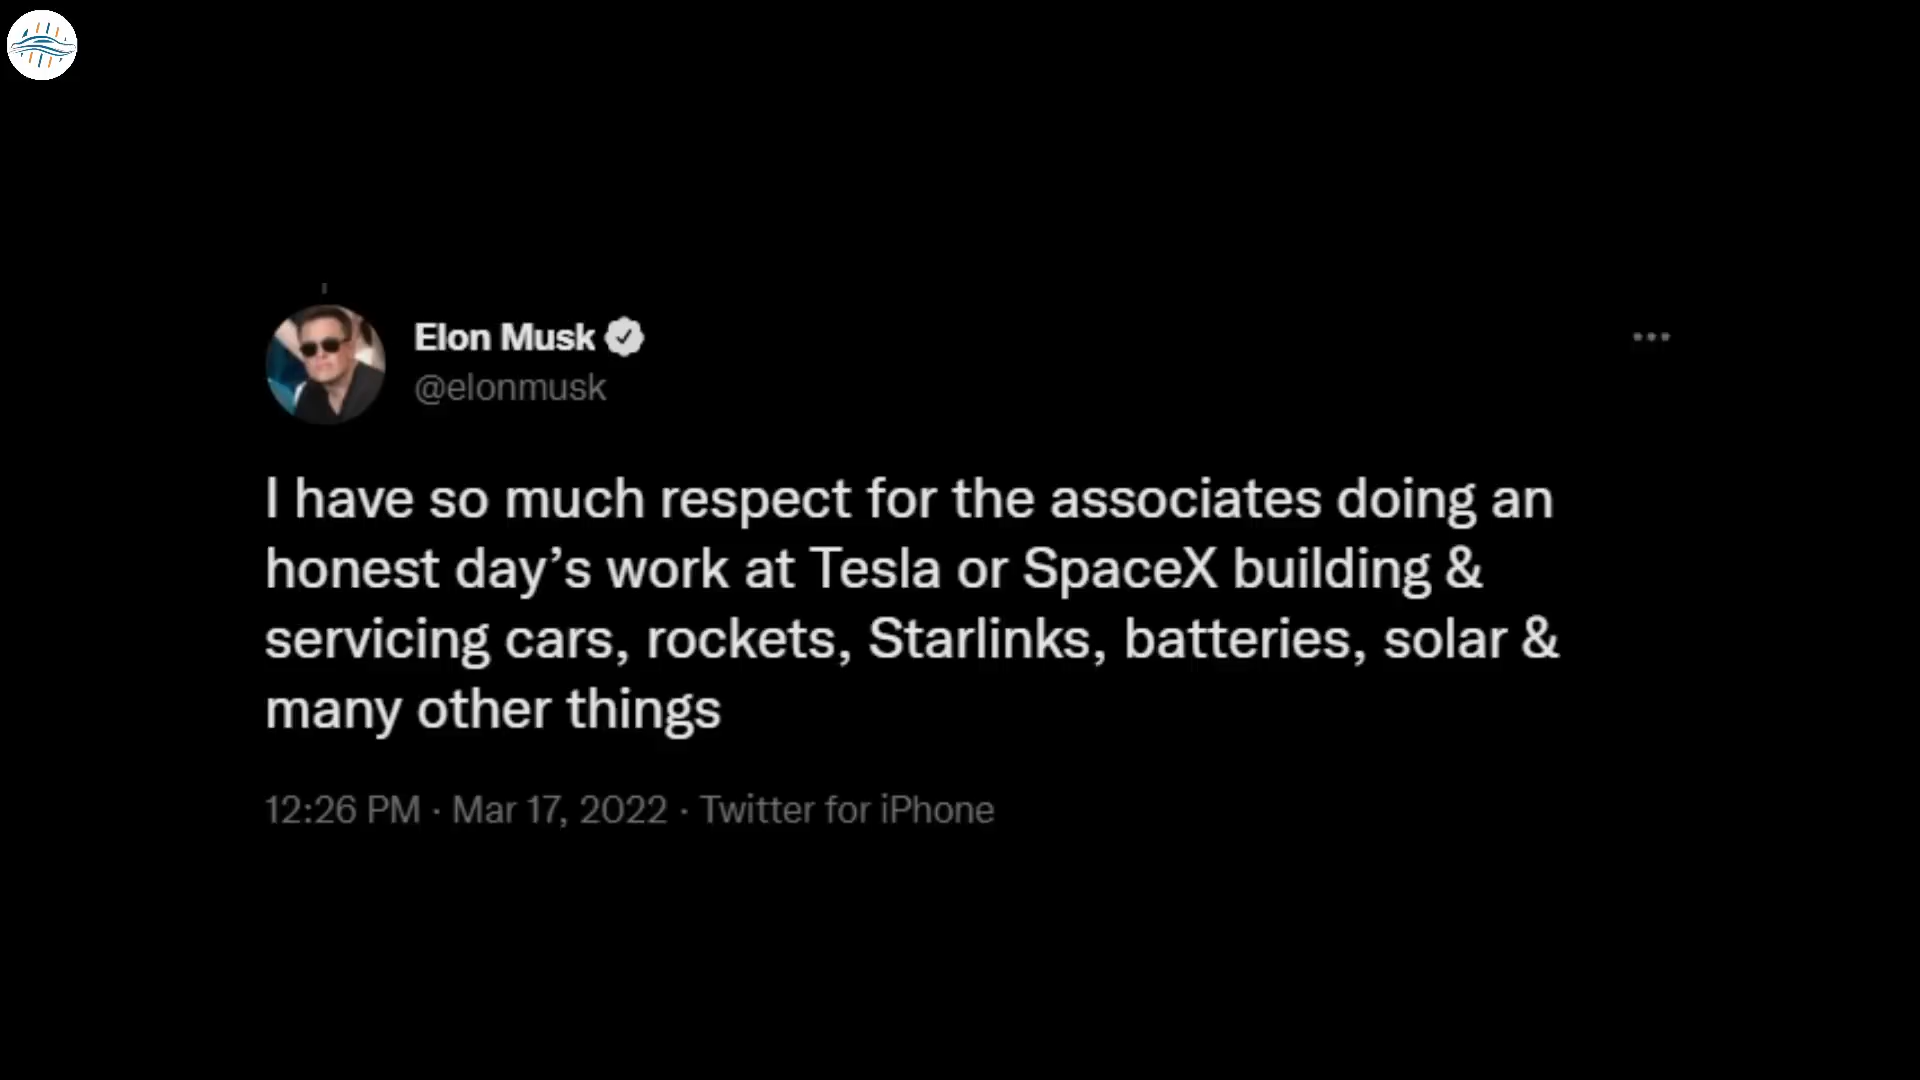 Elon Musk
@elonmusk
I have so much respect for the associates doing an
honest day’s work at Tesla or SpaceX building &
servicing cars, rockets, Starlinks, batteries, solar &
many other things
12:26 PM · Mar 17, 2022 · Twitter for iPhone